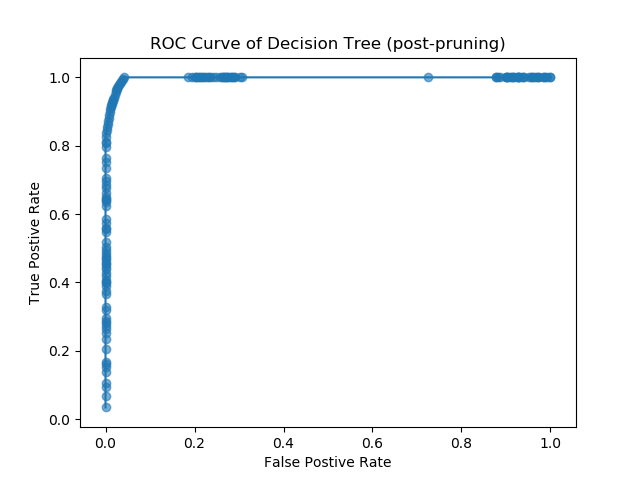 ROC Curve of Decision Tree (post-pruning)
1.0
0.8
0.6
0.4
0.2
0.0
True Postive Rate
0.0 0.2 0.4 0.6 0.8 1.0
False Postive Rate